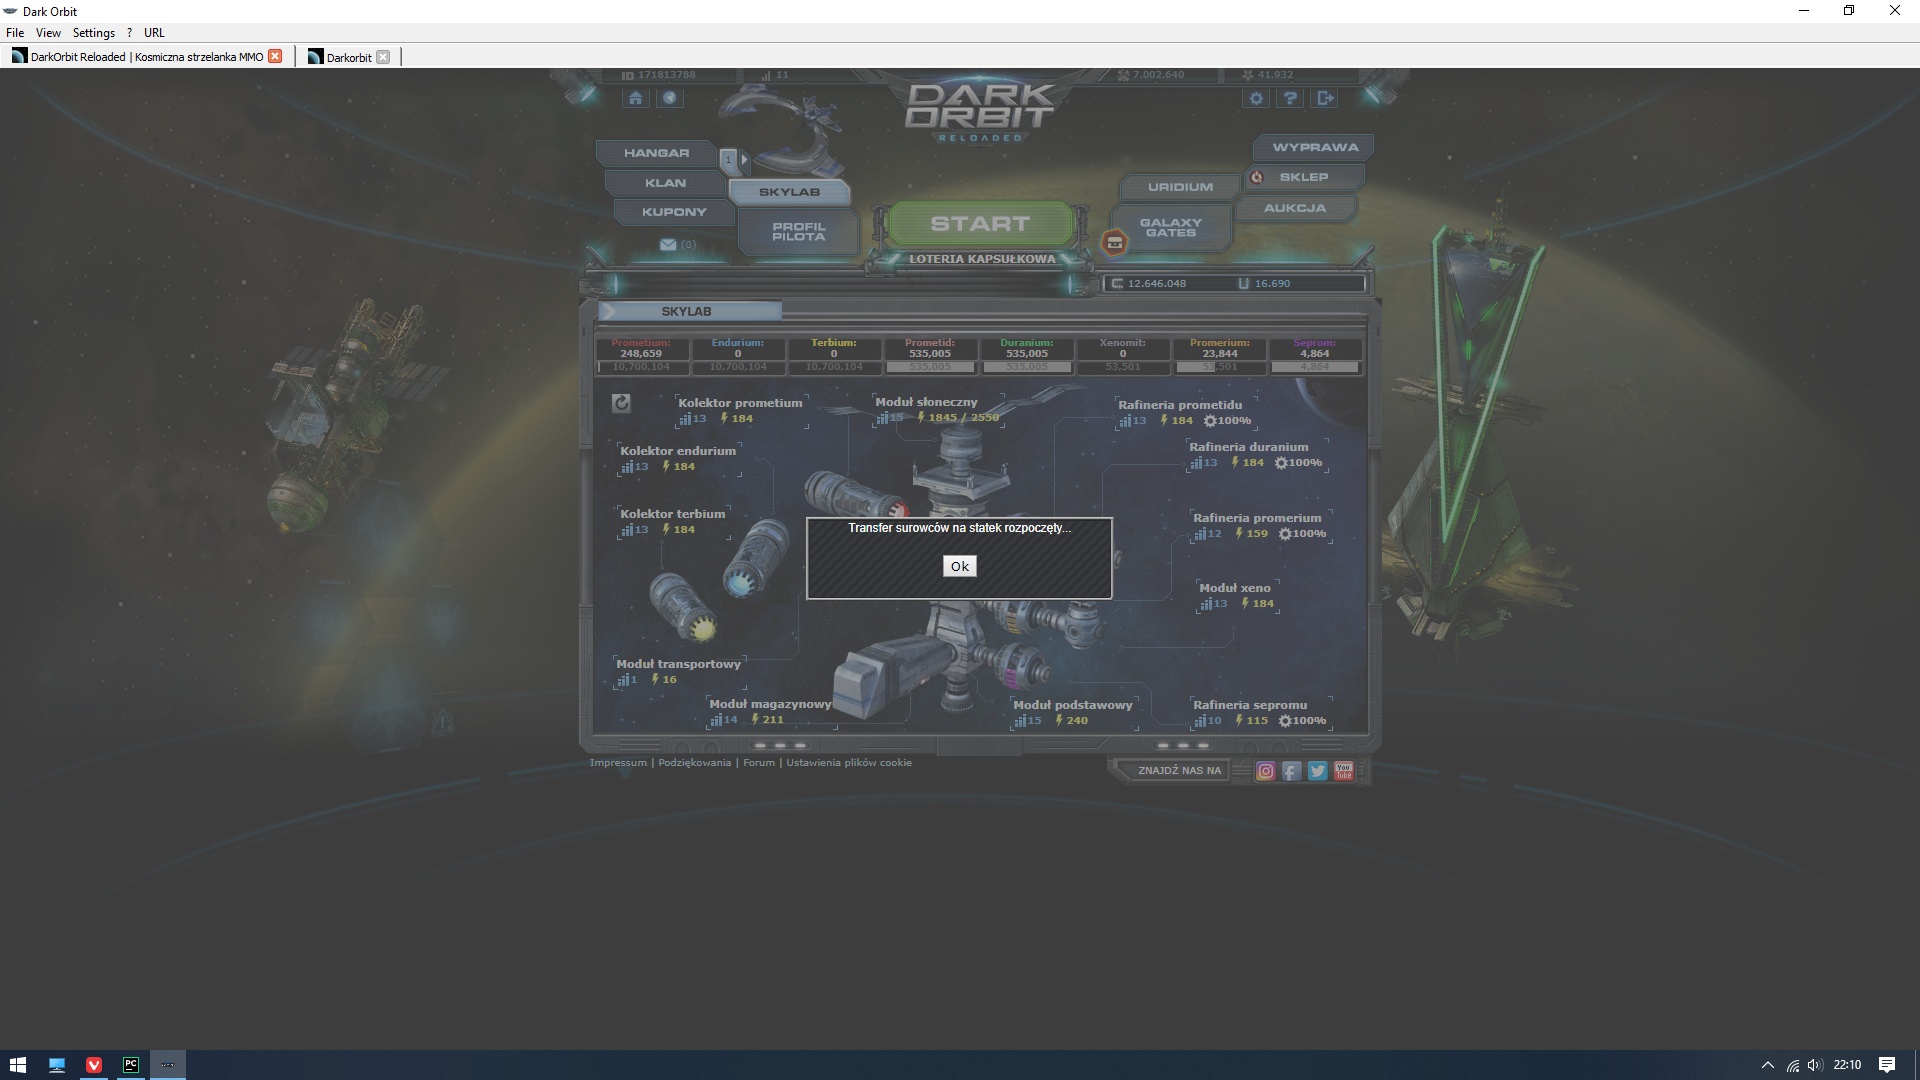 Dark Orbit
File View Settings ? URL
DarkOrbit Reloaded | Kosmiczna strzelanka MMO
Darkorbit
ID 171813788
11
7.002.640
41.932
DARK ORBIT
RELOADED
HANGAR
1
KLAN
SKYLAB
KUPONY
PROFIL
PILOTA
(0)
START
LOTERIA KAPSUŁKOWA
WYPRAWA
SKLEP
URIDIUM
AUKCJA
GALAXY
GATES
C 12.646.048
U 16.690
SKYLAB
Prometium: Endurium: Terbium: Prometid: Duranium: Xenomit: Promerium: Seprom:
248,659 0 0 535,005 535,005 0 23,844 4,864
10,700,104 10,700,104 10,700,104 535,005 535,005 53,501 53,501 4,864
Kolektor prometium
13 184
Moduł słoneczny
15 1845 / 2550
Rafineria prometidu
13 184 100%
Kolektor endurium
13 184
Rafineria duranium
13 184 100%
Kolektor terbium
13 184
Rafineria promerium
12 159 100%
Transfer surowców na statek rozpoczęty...
Ok
Moduł xeno
13 184
Moduł transportowy
1 16
Moduł magazynowy
14 211
Moduł podstawowy
15 240
Rafineria sepromu
10 115 100%
Impressum | Podziękowania | Forum | Ustawienia plików cookie
ZNAJDŹ NAS NA
You
Tube
PC
22:10